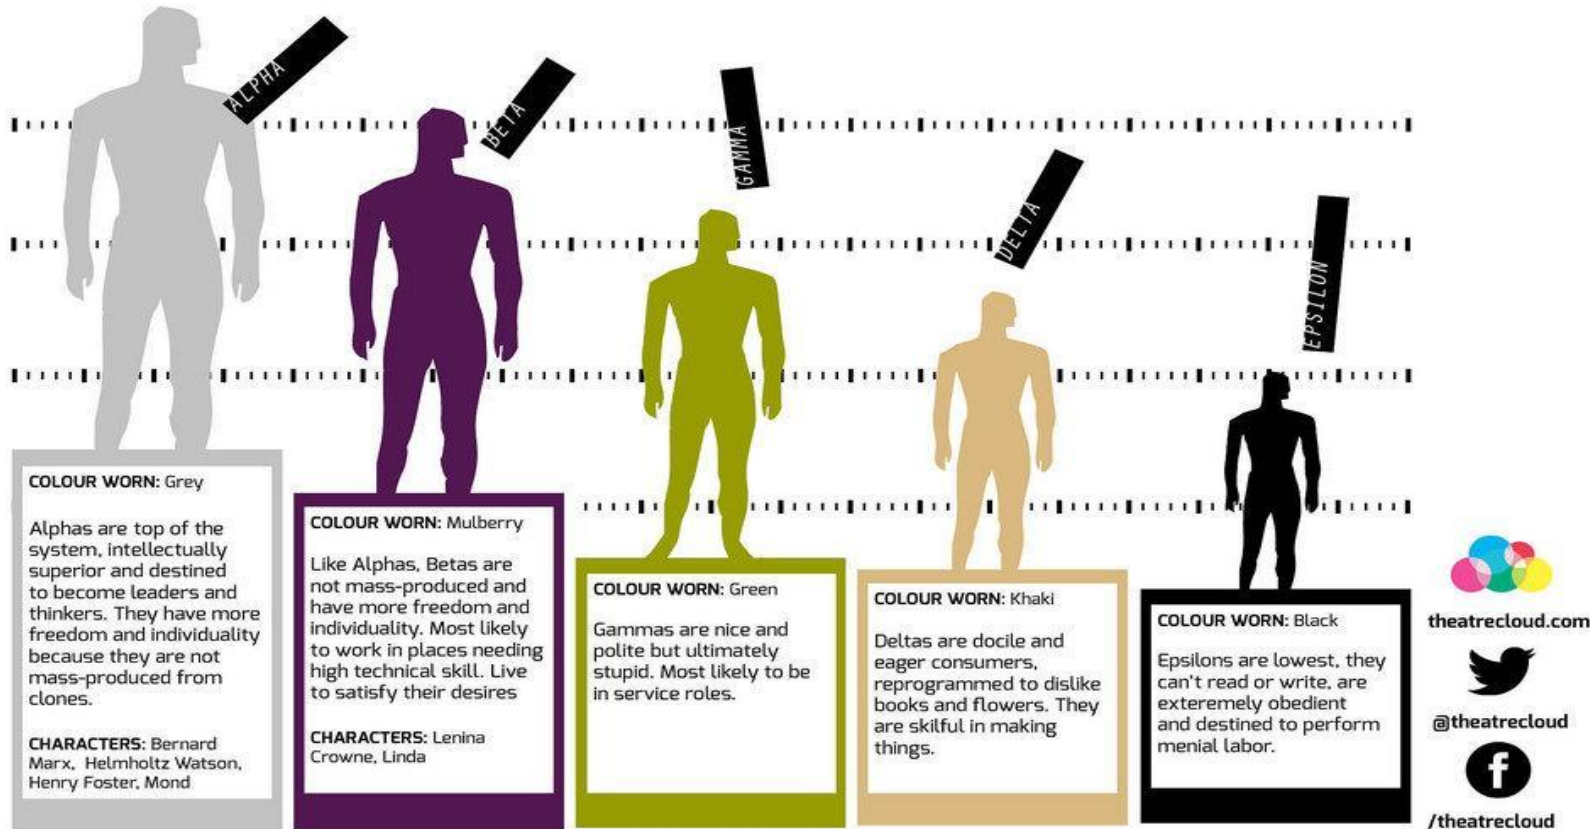 ALPHA
BETA
GAMMA
DELTA
EPSILON
COLOUR WORN: Grey
Alphas are top of the
system, intellectually
superior and destined
to become leaders and
thinkers. They have more
freedom and individuality
because they are not
mass-produced from
clones.
CHARACTERS: Bernard
Marx, Helmholtz Watson,
Henry Foster, Mond
COLOUR WORN: Mulberry
Like Alphas, Betas are
not mass-produced and
have more freedom and
individuality. Most likely
to work in places needing
high technical skill. Live
to satisfy their desires
CHARACTERS: Lenina
Crowne, Linda
COLOUR WORN: Green
Gammas are nice and
polite but ultimately
stupid. Most likely to be
in service roles.
COLOUR WORN: Khaki
Deltas are docile and
eager consumers,
reprogrammed to dislike
books and flowers. They
are skilful in making
things.
COLOUR WORN: Black
Epsilons are lowest, they
can't read or write, are
exteremely obedient
and destined to perform
menial labor.
theatrecloud.com
@theatrecloud
f
/theatrecloud